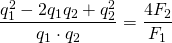 \frac{q_1^2 - 2q_1q_2 + q_2^2}{q_1 \cdot q_2} = \frac{4F_2}{F_1}